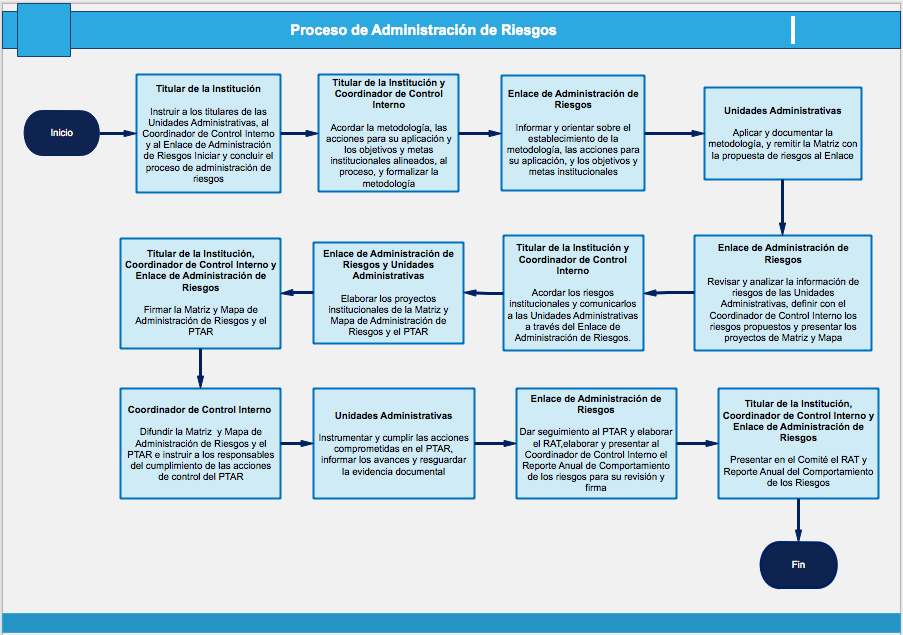 Proceso de Administración de Riesgos
Inicio
Titular de la Institución
Instruir a los titulares de las
Unidades Administrativas, al
Coordinador de Control Interno
y al Enlace de Administración
de Riesgos Iniciar y concluir el
proceso de administración de
riesgos
Titular de la Institución y
Coordinador de Control
Interno
Acordar la metodología, las
acciones para su aplicación y
los objetivos y metas
institucionales alineados, al
proceso, y formalizar la
metodología
Enlace de Administración de
Riesgos
Informar y orientar sobre el
establecimiento de la
metodología, las acciones para
su aplicación, y los objetivos y
metas institucionales
Unidades Administrativas
Aplicar y documentar la
metodología, y remitir la Matriz con
la propuesta de riesgos al Enlace
Enlace de Administración de
Riesgos
Revisar y analizar la información de
riesgos de las Unidades
Administrativas, definir con el
Coordinador de Control Interno los
riesgos propuestos y presentar los
proyectos de Matriz y Mapa
Titular de la Institución y
Coordinador de Control
Interno
Acordar los riesgos
institucionales y comunicarlos
a las Unidades Administrativas
a través del Enlace de
Administración de Riesgos.
Enlace de Administración de
Riesgos y Unidades
Administrativas
Elaborar los proyectos
institucionales de la Matriz y
Mapa de Administración de
Riesgos y el PTAR
Titular de la Institución,
Coordinador de Control Interno y
Enlace de Administración de
Riesgos
Firmar la Matriz y Mapa de
Administración de Riesgos y el
PTAR
Coordinador de Control Interno
Difundir la Matriz y Mapa de
Administración de Riesgos y el
PTAR e instruir a los responsables
del cumplimiento de las acciones
de control del PTAR
Unidades Administrativas
Instrumentar y cumplir las acciones
comprometidas en el PTAR,
informar los avances y resguardar
la evidencia documental
Enlace de Administración de
Riesgos
Dar seguimiento al PTAR y elaborar
el RAT,elaborar y presentar al
Coordinador de Control Interno el
Reporte Anual de Comportamiento
de los riesgos para su revisión y
firma
Titular de la Institución,
Coordinador de Control Interno y
Enlace de Administración de
Riesgos
Presentar en el Comité el RAT y
Reporte Anual del Comportamiento
de los Riesgos
Fin